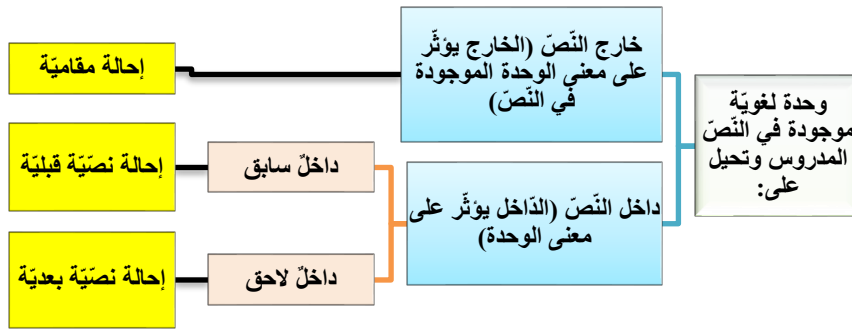 وحدة لغويّة
موجودة في النّصّ
المدروس وتحيل
على:
خارج النّصّ (الخارج يؤثّر
على معنى الوحدة الموجودة
في النّصّ)
إحالة مقاميّة
داخل النّصّ (الدّاخل يؤثّر على
معنى الوحدة)
داخلٌ سابق
إحالة نصّيّة قبليّة
داخلٌ لاحق
إحالة نصّيّة بعديّة